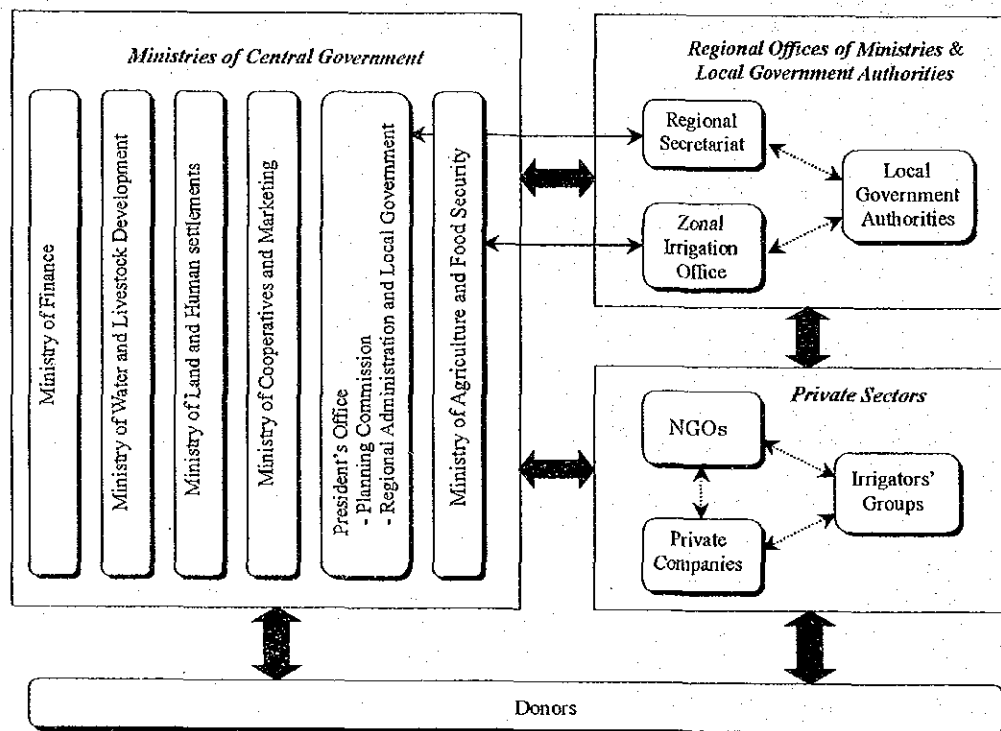 Ministries of Central Government
Ministry of Finance
Ministry of Water and Livestock Development
Ministry of Land and Human settlements
Ministry of Cooperatives and Marketing
President's Office
- Planning Commission
- Regional Administration and Local Government
Ministry of Agriculture and Food Security
Regional Offices of Ministries &
Local Government Authorities
Regional
Secretariat
Zonal
Irrigation
Office
Local
Government
Authorities
Private Sectors
NGOs
Private
Companies
Irrigators'
Groups
Donors